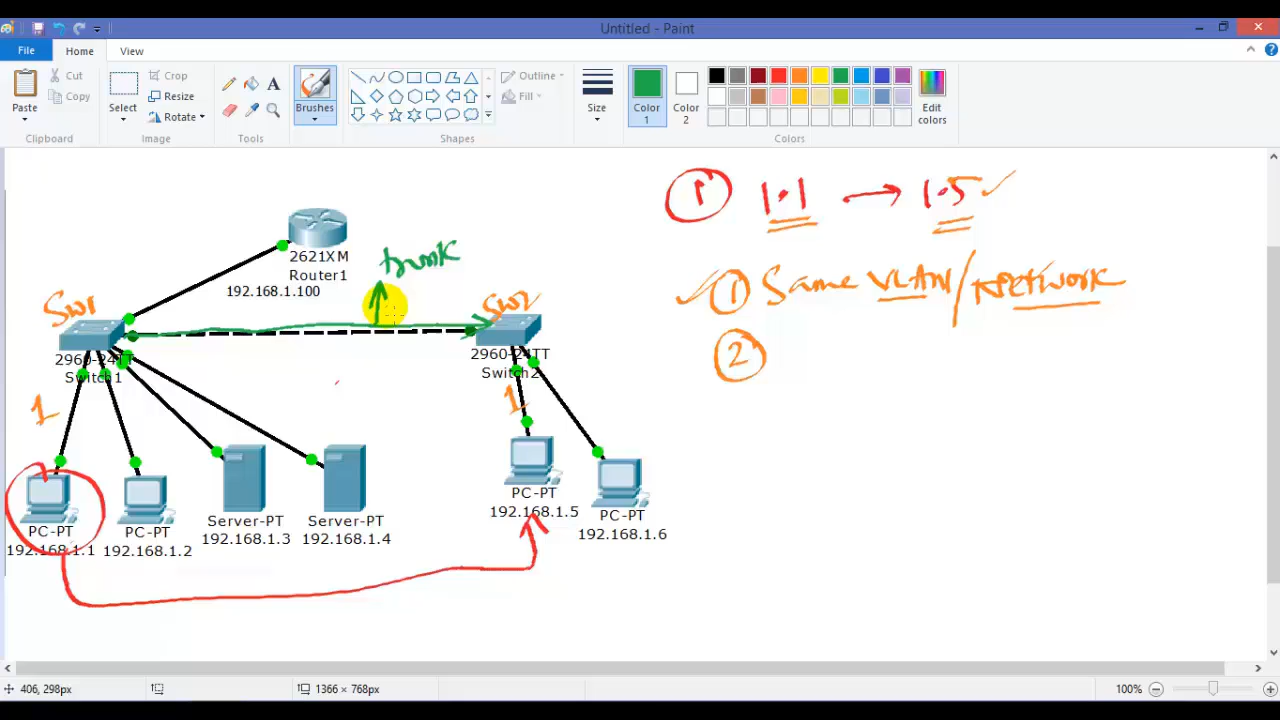 Untitled - Paint
File Home View
Paste
Cut
Copy
Clipboard
Select
Crop
Resize
Rotate
Image
Tools
A
Brushes
Shapes
Outline
Fill
Size
Color 1
Color 2
Edit colors
Colors
① 1.1 → 1.5 ✓
2621XM
Router1
192.168.1.100
trunk
✓ ① Same VLAN/Network
②
SW1
2960-24TT
Switch1
SW2
2960-24TT
Switch2
1
1
PC-PT
192.168.1.1
PC-PT
192.168.1.2
Server-PT
192.168.1.3
Server-PT
192.168.1.4
PC-PT
192.168.1.5
PC-PT
192.168.1.6
406, 298px
1366 × 768px
100%